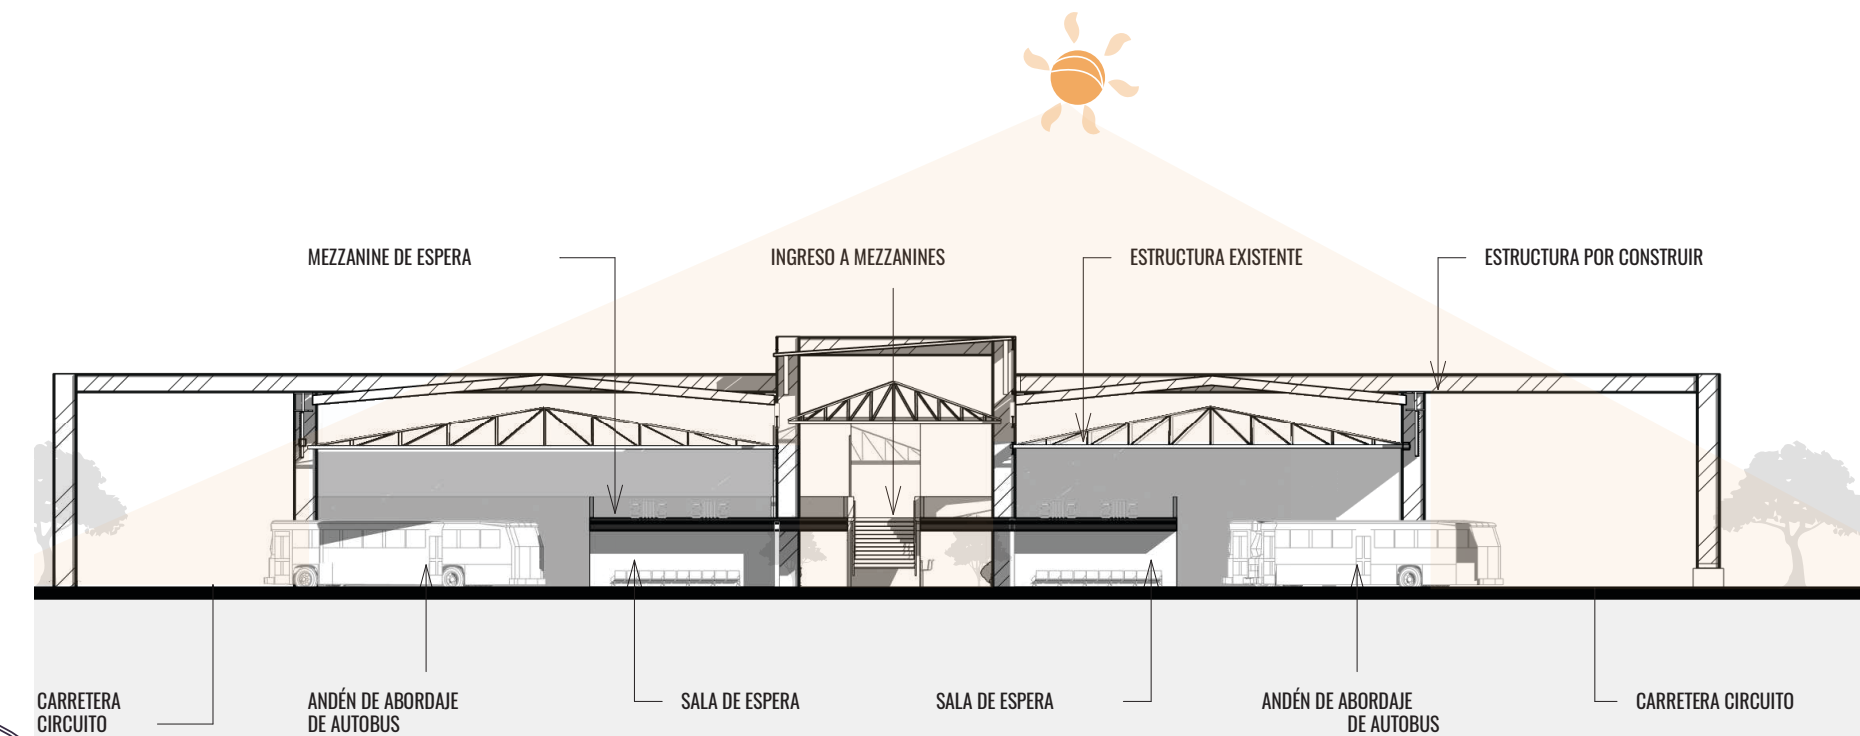 MEZZANINE DE ESPERA
INGRESO A MEZZANINES
ESTRUCTURA EXISTENTE
ESTRUCTURA POR CONSTRUIR
CARRETERA
CIRCUITO
ANDÉN DE ABORDAJE
DE AUTOBUS
SALA DE ESPERA
SALA DE ESPERA
ANDÉN DE ABORDAJE
DE AUTOBUS
CARRETERA CIRCUITO